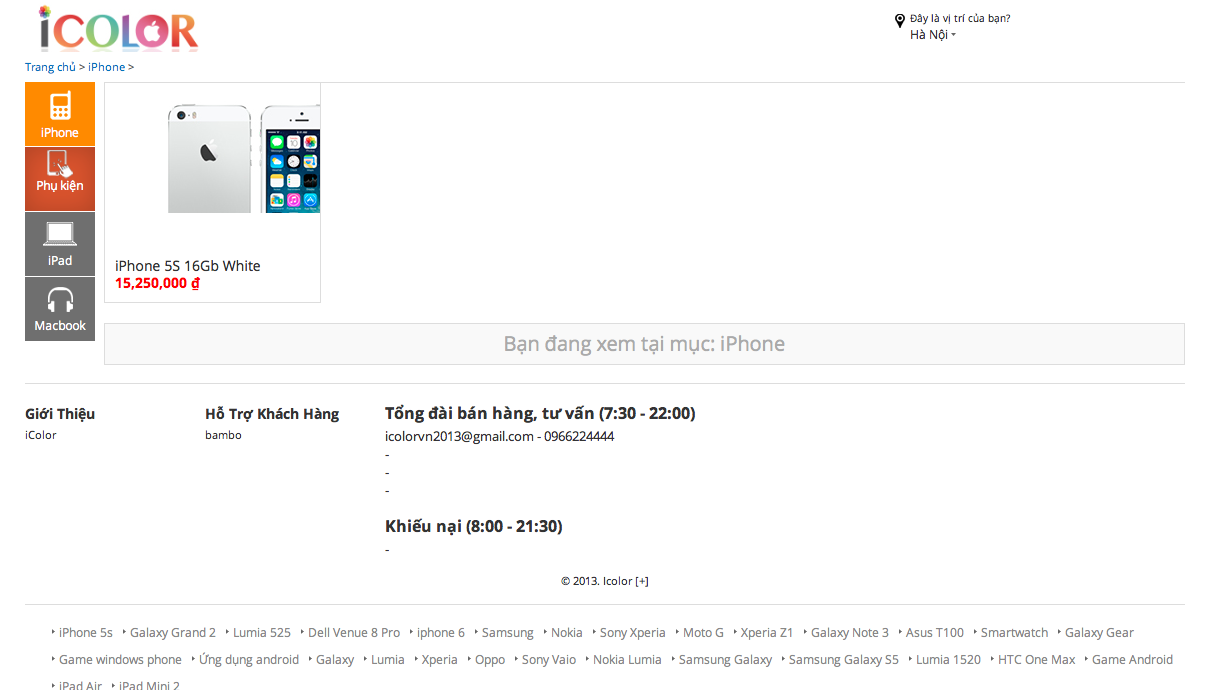 iCOLOR
Đây là vị trí của bạn?
Hà Nội
Trang chủ > iPhone >
iPhone
Phụ kiện
iPad
Macbook
iPhone 5S 16Gb White
15,250,000 ₫
Bạn đang xem tại mục: iPhone
Giới Thiệu
iColor
Hỗ Trợ Khách Hàng
bambo
Tổng đài bán hàng, tư vấn (7:30 - 22:00)
icolorvn2013@gmail.com - 0966224444
-
-
-
Khiếu nại (8:00 - 21:30)
-
© 2013. Icolor [+]
iPhone 5s Galaxy Grand 2 Lumia 525 Dell Venue 8 Pro iphone 6 Samsung Nokia Sony Xperia Moto G Xperia Z1 Galaxy Note 3 Asus T100 Smartwatch Galaxy Gear
Game windows phone Ứng dụng android Galaxy Lumia Xperia Oppo Sony Vaio Nokia Lumia Samsung Galaxy Samsung Galaxy S5 Lumia 1520 HTC One Max Game Android
iPad Air iPad Mini 2